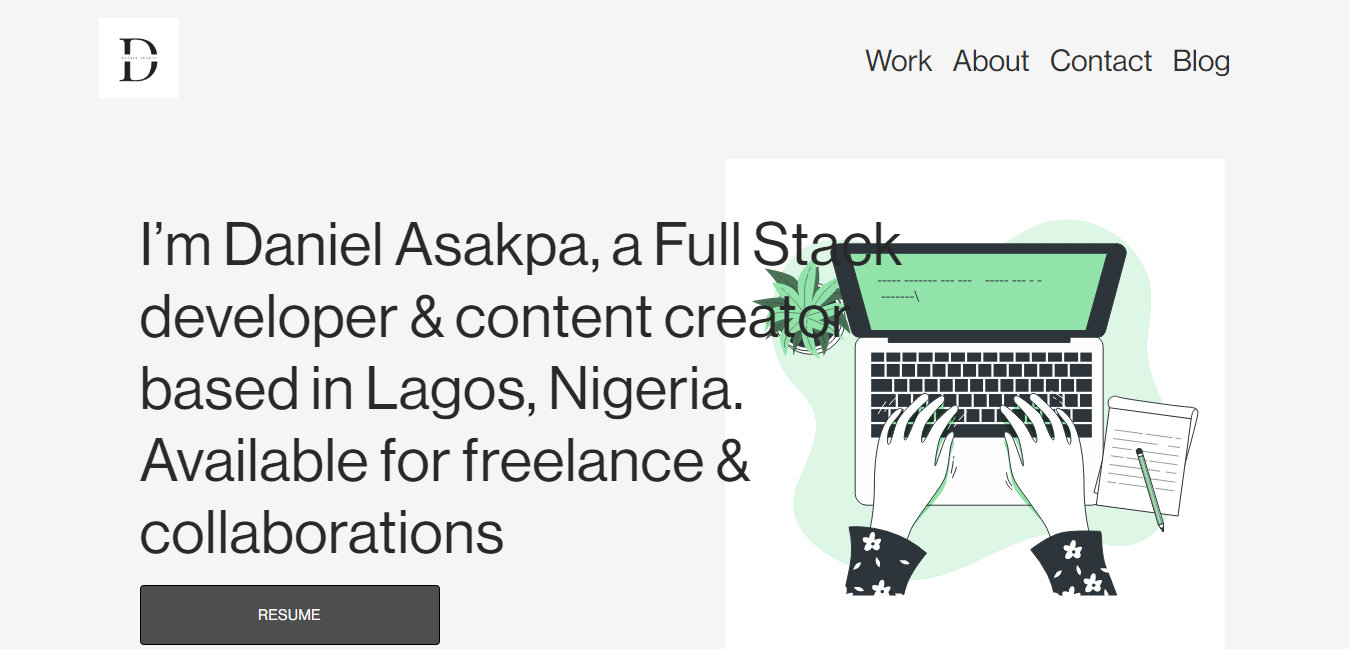 D
Work About Contact Blog
I’m Daniel Asakpa, a Full Stack
developer & content creator
based in Lagos, Nigeria.
Available for freelance &
collaborations
RESUME